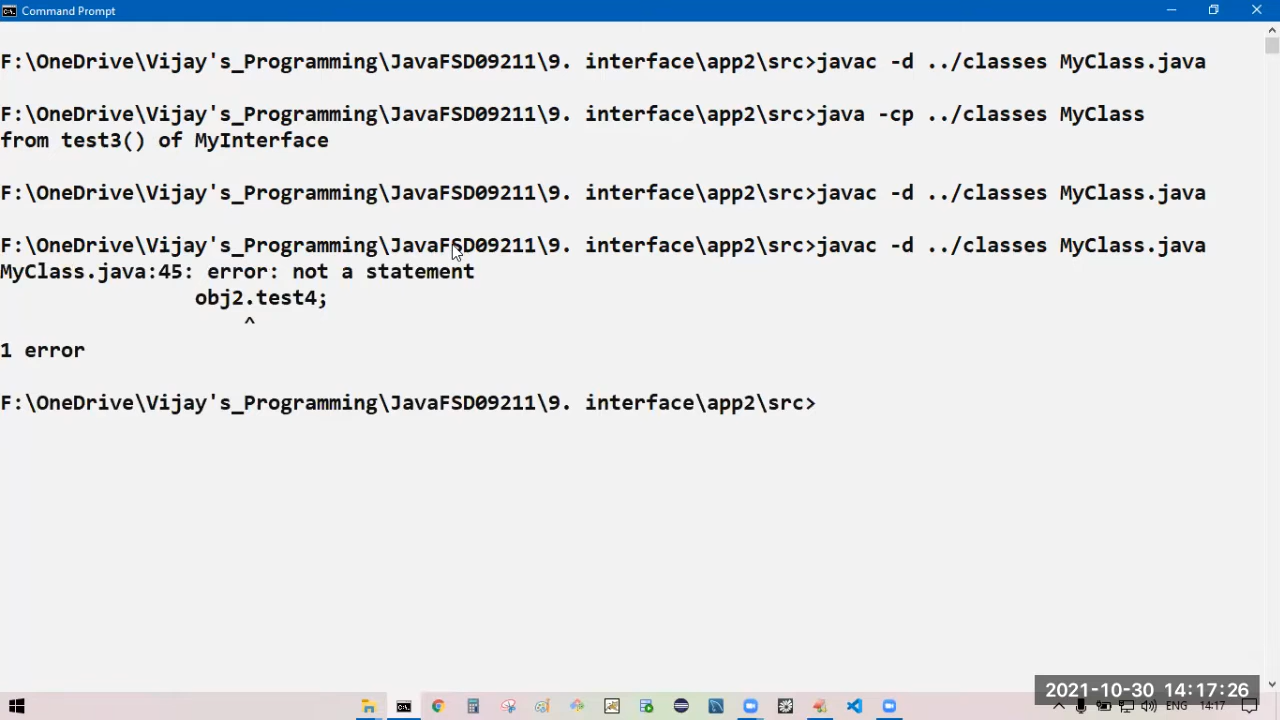 Command Prompt
F:\OneDrive\Vijay's_Programming\JavaFSD09211\9. interface\app2\src>javac -d ../classes MyClass.java
F:\OneDrive\Vijay's_Programming\JavaFSD09211\9. interface\app2\src>java -cp ../classes MyClass
from test3() of MyInterface
F:\OneDrive\Vijay's_Programming\JavaFSD09211\9. interface\app2\src>javac -d ../classes MyClass.java
F:\OneDrive\Vijay's_Programming\JavaFSD09211\9. interface\app2\src>javac -d ../classes MyClass.java
MyClass.java:45: error: not a statement
obj2.test4;
^
1 error
F:\OneDrive\Vijay's_Programming\JavaFSD09211\9. interface\app2\src>
2021-10-30 14:17:26
ENG 14:17